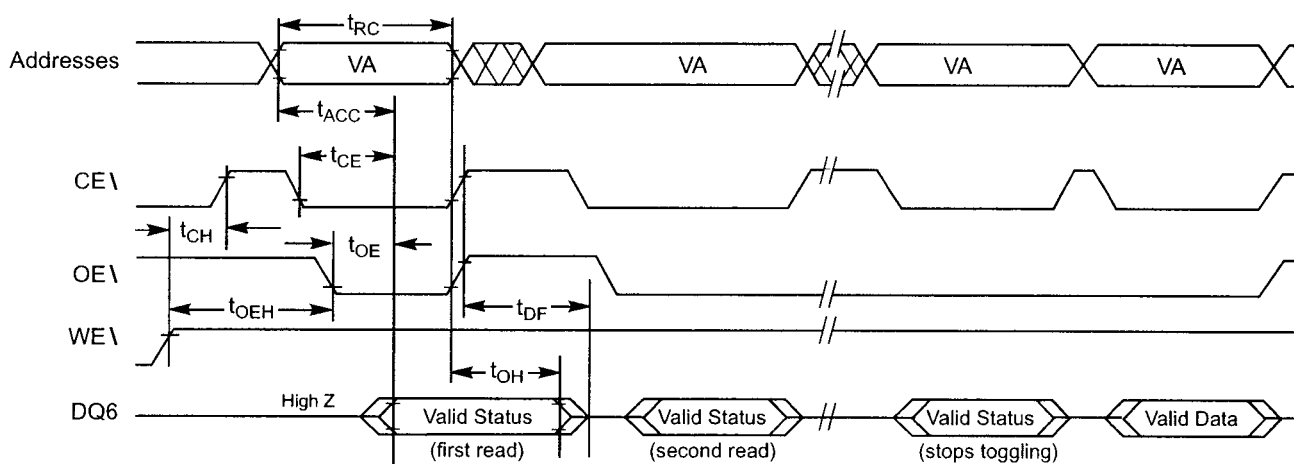 tRC
Addresses VA VA VA VA
tACC
tCE
CE\
tCH tOE
OE\
tOEH tDF
WE\
tOH
DQ6 High Z Valid Status Valid Status Valid Status Valid Data
(first read) (second read) (stops toggling)